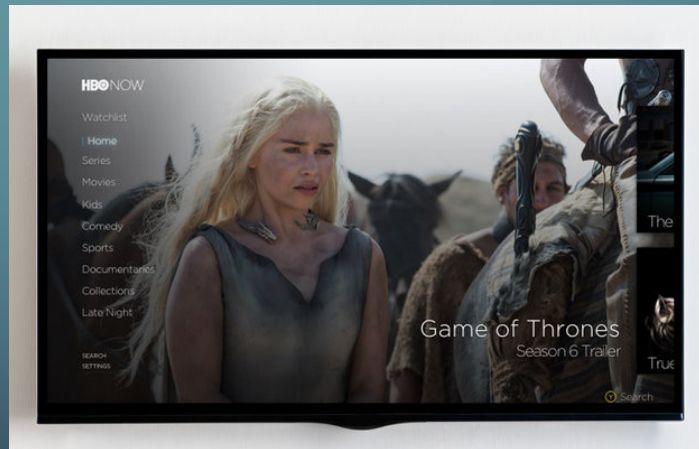 HBO NOW
Watchlist
Home
Series
Movies
Kids
Comedy
Sports
Documentaries
Collections
Late Night
SEARCH
SETTINGS
Game of Thrones
Season 6 Trailer
The
True
Y Search